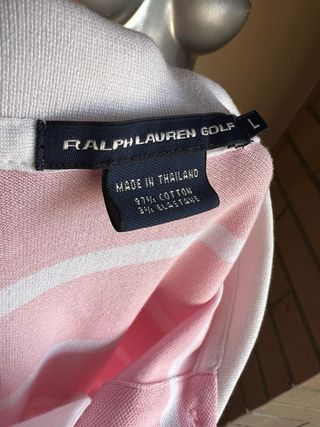 RALPH LAUREN GOLF
L
MADE IN THAILAND
97% COTTON
3% ELASTANE